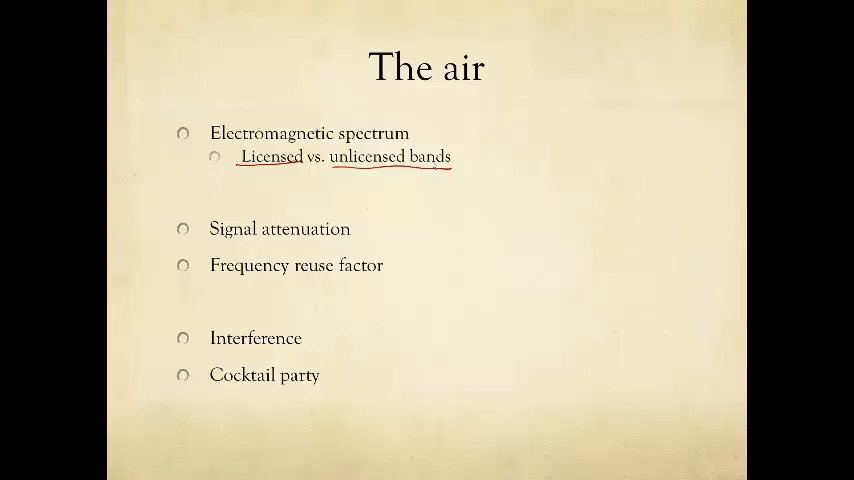 The air
Electromagnetic spectrum
Licensed vs. unlicensed bands
Signal attenuation
Frequency reuse factor
Interference
Cocktail party